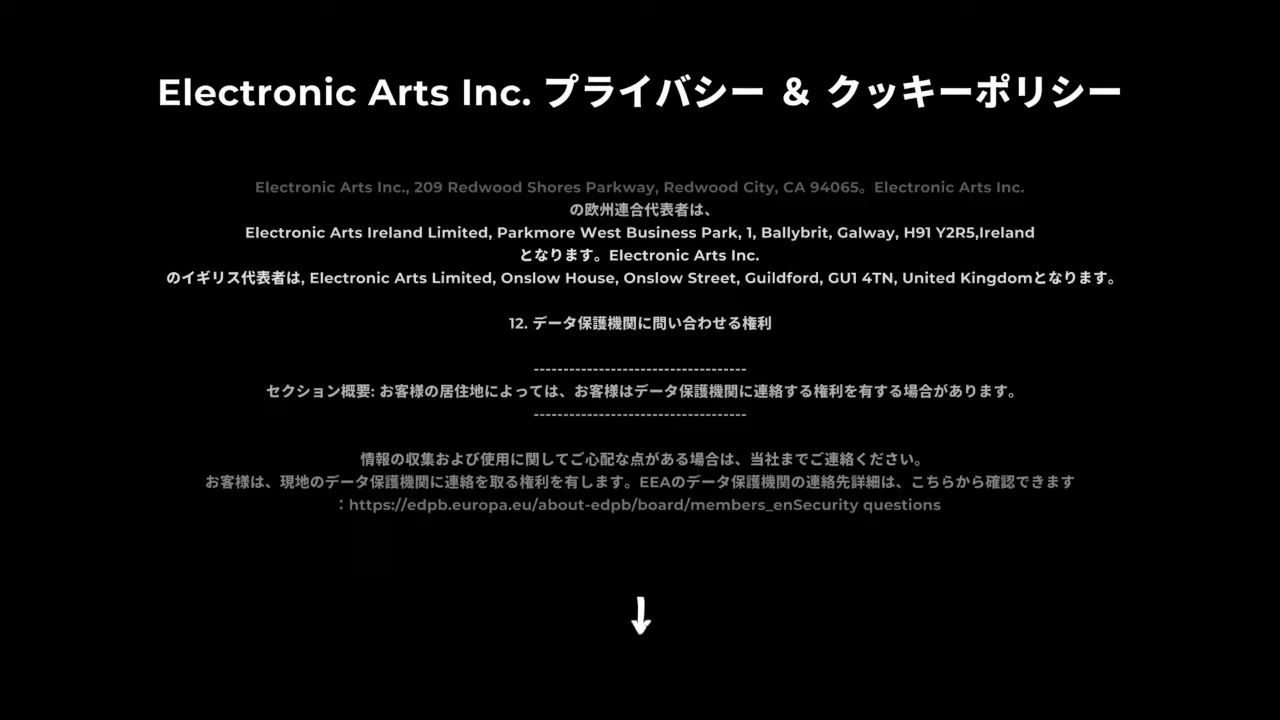 Electronic Arts Inc. プライバシー ＆ クッキーポリシー
Electronic Arts Inc., 209 Redwood Shores Parkway, Redwood City, CA 94065。Electronic Arts Inc.
の欧州連合代表者は、
Electronic Arts Ireland Limited, Parkmore West Business Park, 1, Ballybrit, Galway, H91 Y2R5,Ireland
となります。Electronic Arts Inc.
のイギリス代表者は, Electronic Arts Limited, Onslow House, Onslow Street, Guildford, GU1 4TN, United Kingdomとなります。
12. データ保護機関に問い合わせる権利
------------------------------------
セクション概要: お客様の居住地によっては、お客様はデータ保護機関に連絡する権利を有する場合があります。
------------------------------------
情報の収集および使用に関してご心配な点がある場合は、当社までご連絡ください。
お客様は、現地のデータ保護機関に連絡を取る権利を有します。EEAのデータ保護機関の連絡先詳細は、こちらから確認できます
：https://edpb.europa.eu/about-edpb/board/members_enSecurity questions